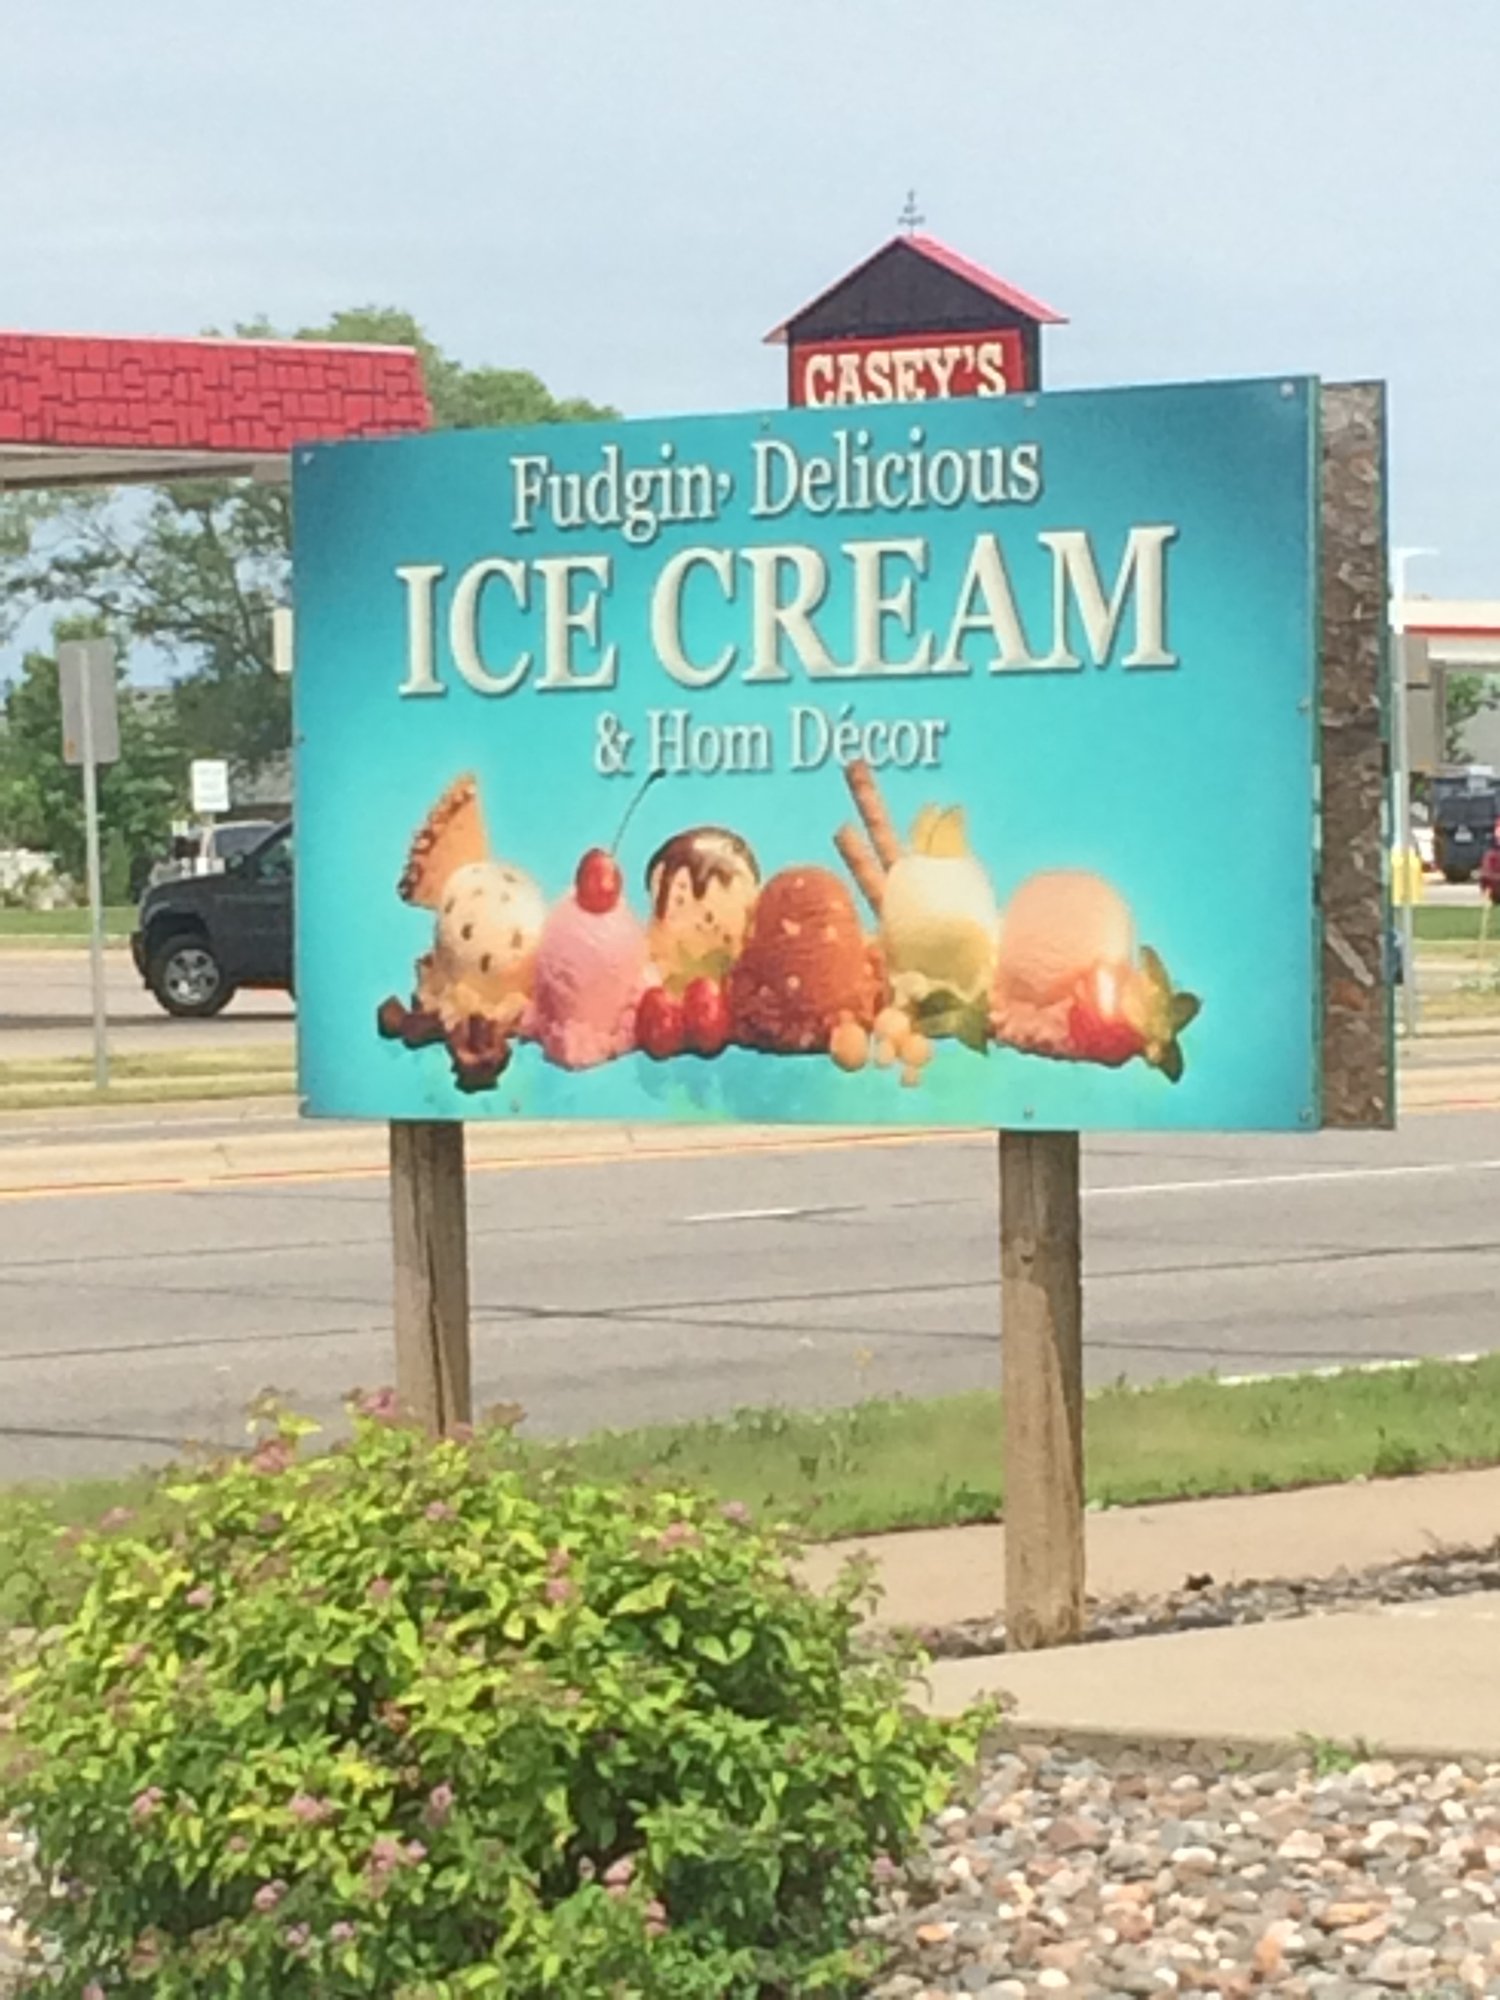 CASEY'S
Fudgin' Delicious
ICE CREAM
& Hom Décor